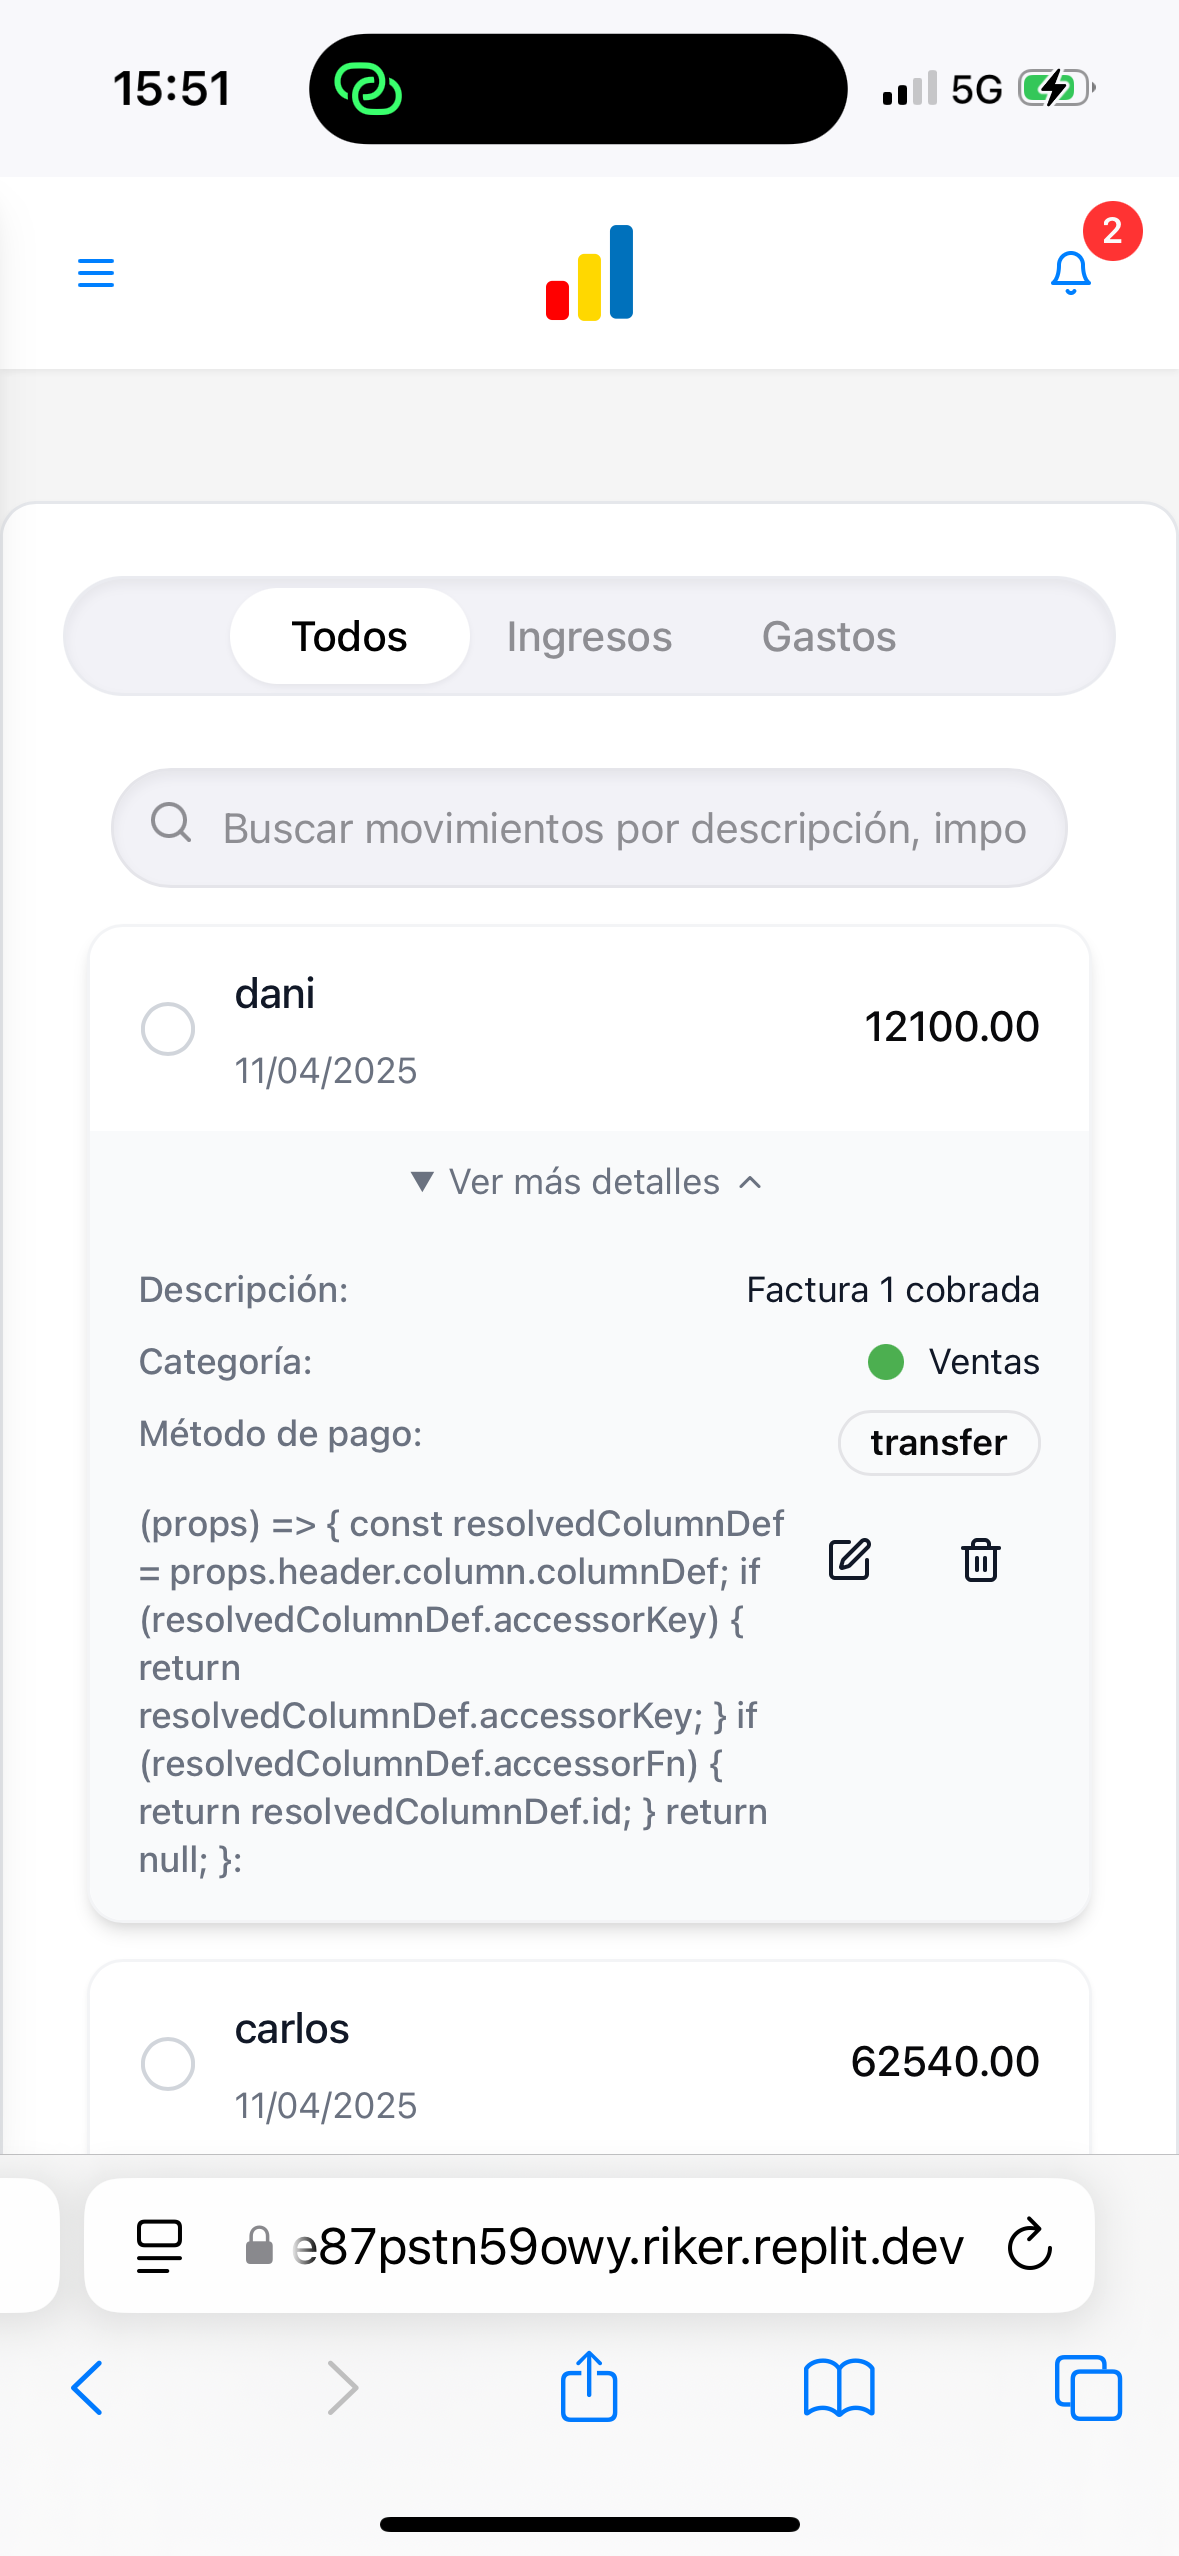 15:51
5G
2
Todos Ingresos Gastos
Buscar movimientos por descripción, impo
dani
12100.00
11/04/2025
▼ Ver más detalles
Descripción: Factura 1 cobrada
Categoría: Ventas
Método de pago: transfer
(props) => { const resolvedColumnDef
= props.header.column.columnDef; if
(resolvedColumnDef.accessorKey) {
return
resolvedColumnDef.accessorKey; } if
(resolvedColumnDef.accessorFn) {
return resolvedColumnDef.id; } return
null; }:
carlos
62540.00
11/04/2025
e87pstn59owy.riker.replit.dev